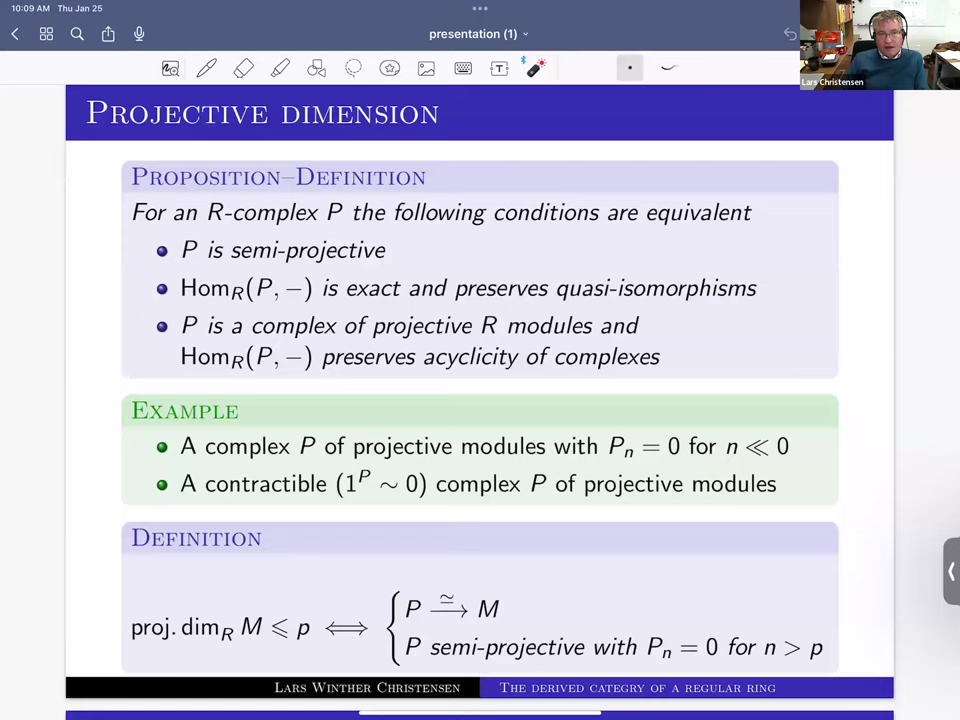 10:09 AM Thu Jan 25
presentation (1)
Lars Christensen
PROJECTIVE DIMENSION
PROPOSITION–DEFINITION
For an R-complex P the following conditions are equivalent
P is semi-projective
Hom_R(P, −) is exact and preserves quasi-isomorphisms
P is a complex of projective R modules and
Hom_R(P, −) preserves acyclicity of complexes
EXAMPLE
A complex P of projective modules with P_n = 0 for n ≪ 0
A contractible (1^P ∼ 0) complex P of projective modules
DEFINITION
proj. dim_R M ⩽ p ⟺ { P ≃⟶ M
P semi-projective with P_n = 0 for n > p
LARS WINTHER CHRISTENSEN THE DERIVED CATEGRY OF A REGULAR RING